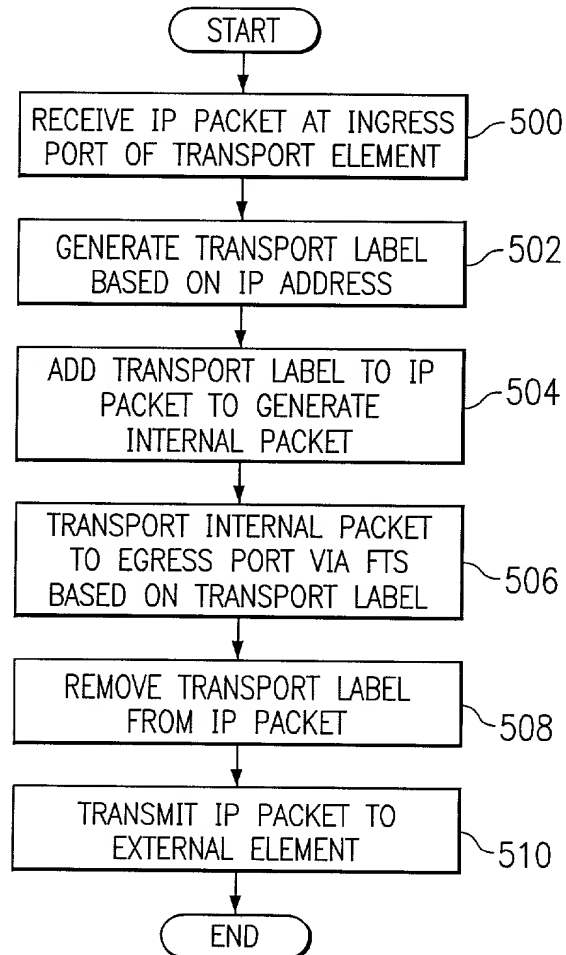 START
RECEIVE IP PACKET AT INGRESS
PORT OF TRANSPORT ELEMENT
500
GENERATE TRANSPORT LABEL
BASED ON IP ADDRESS
502
ADD TRANSPORT LABEL TO IP
PACKET TO GENERATE
INTERNAL PACKET
504
TRANSPORT INTERNAL PACKET
TO EGRESS PORT VIA FTS
BASED ON TRANSPORT LABEL
506
REMOVE TRANSPORT LABEL
FROM IP PACKET
508
TRANSMIT IP PACKET TO
EXTERNAL ELEMENT
510
END